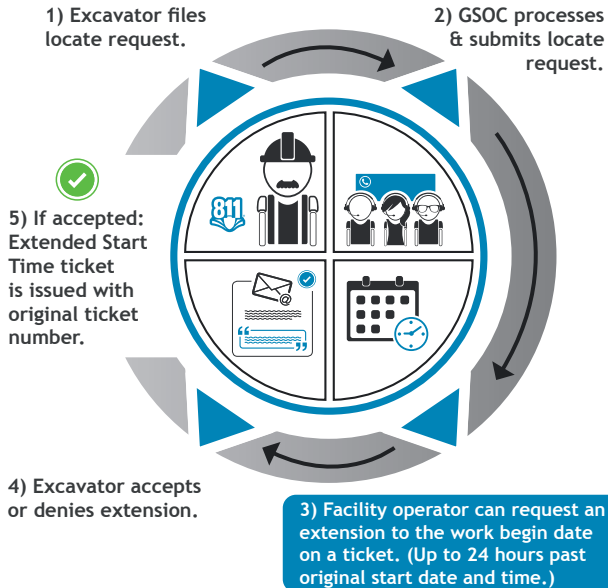 1) Excavator files
locate request.
2) GSOC processes
& submits locate
request.
811
5) If accepted:
Extended Start
Time ticket
is issued with
original ticket
number.
@
4) Excavator accepts
or denies extension.
3) Facility operator can request an
extension to the work begin date
on a ticket. (Up to 24 hours past
original start date and time.)